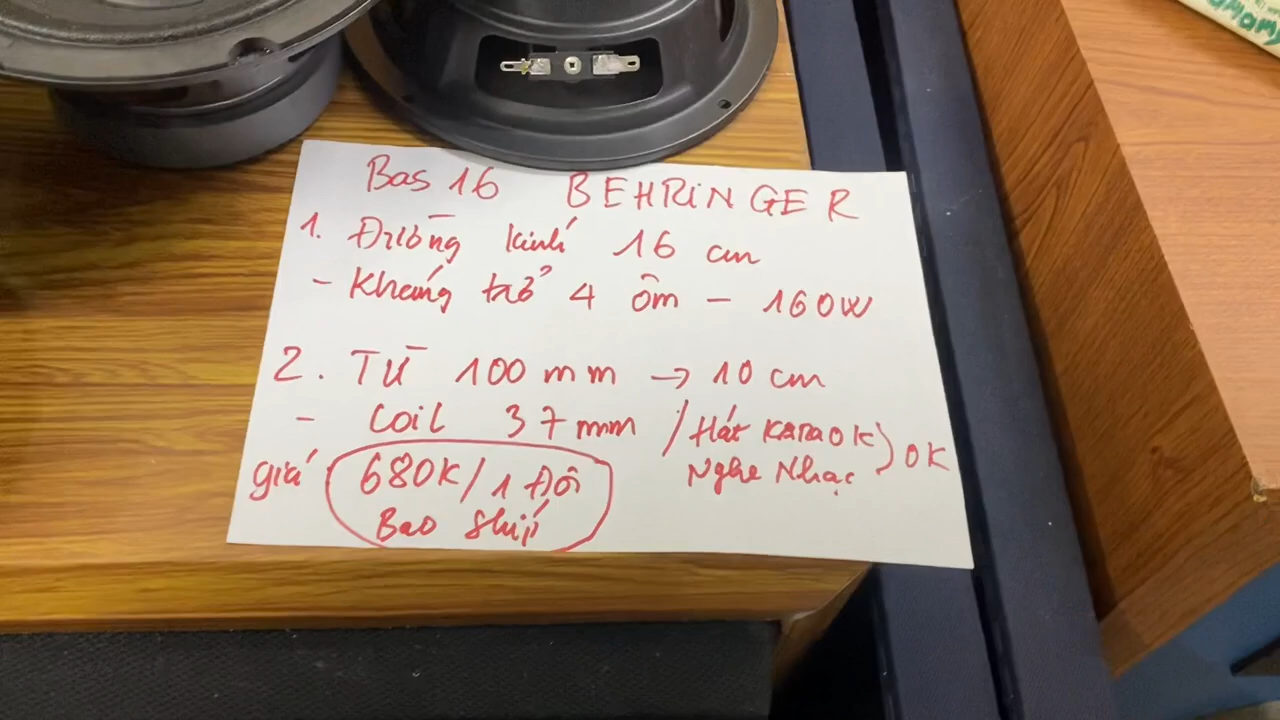 Bas 16 BEHRINGER
1. Đường kính 16 cm
- Kháng trở 4 ôm - 160W
2. Từ 100 mm → 10 cm
- Coil 37 mm / Hát KARAOK
Nghe Nhạc } OK
giá 680K / 1 Đôi
Bao Ship